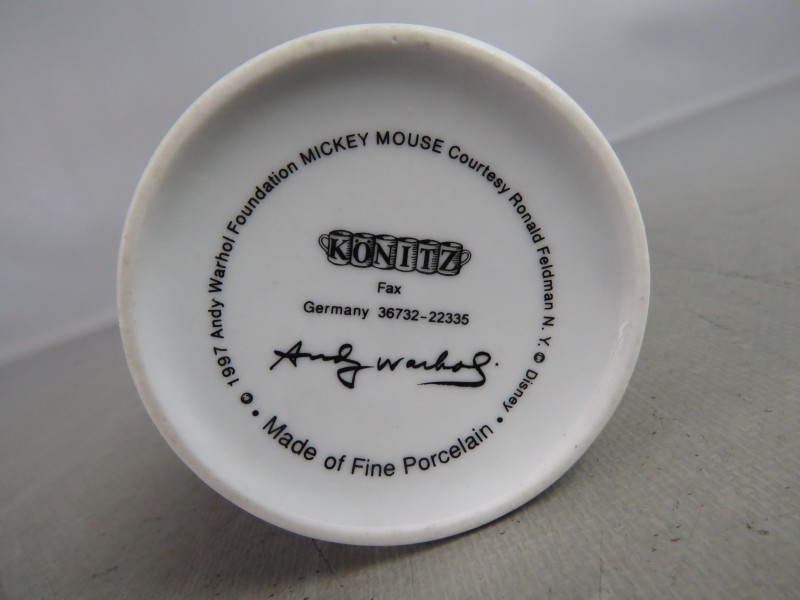 © 1997 Andy Warhol Foundation MICKEY MOUSE Courtesy Ronald Feldman N. Y. © Disney
KÖNITZ
Fax
Germany 36732-22335
Andy Warhol
• Made of Fine Porcelain •